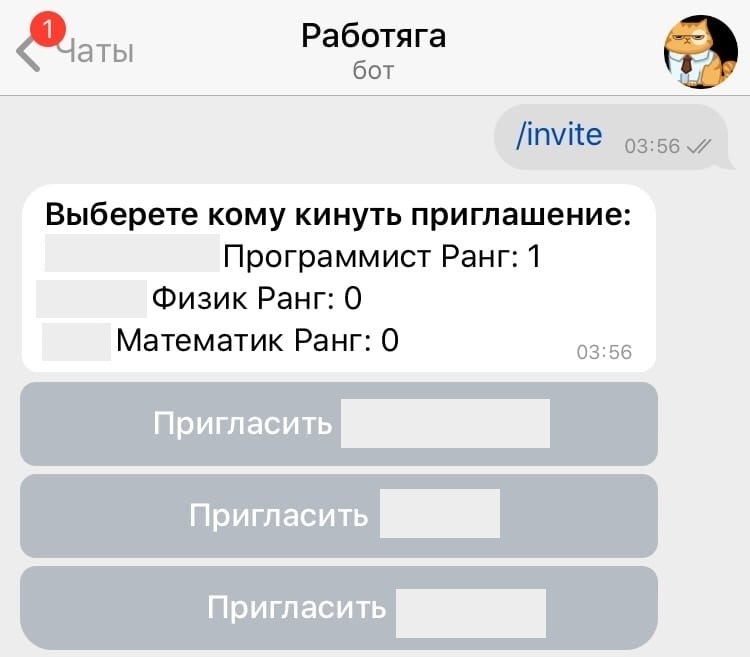 1
Чаты
Работяга
бот
/invite 03:56
Выберете кому кинуть приглашение:
Программист Ранг: 1
Физик Ранг: 0
Математик Ранг: 0
03:56
Пригласить
Пригласить
Пригласить